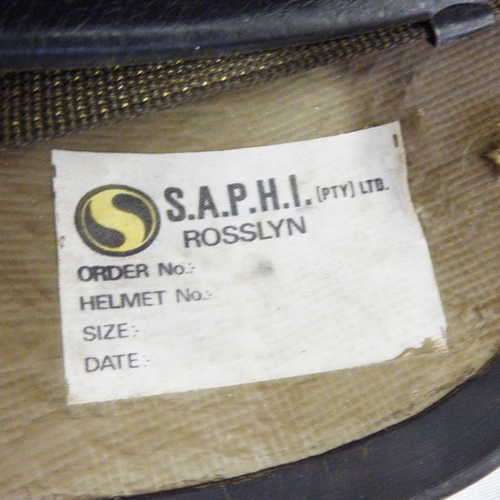 S.A.P.H.I. (PTY) LTD.
ROSSLYN
ORDER No.:-
HELMET No.:-
SIZE:-
DATE:-